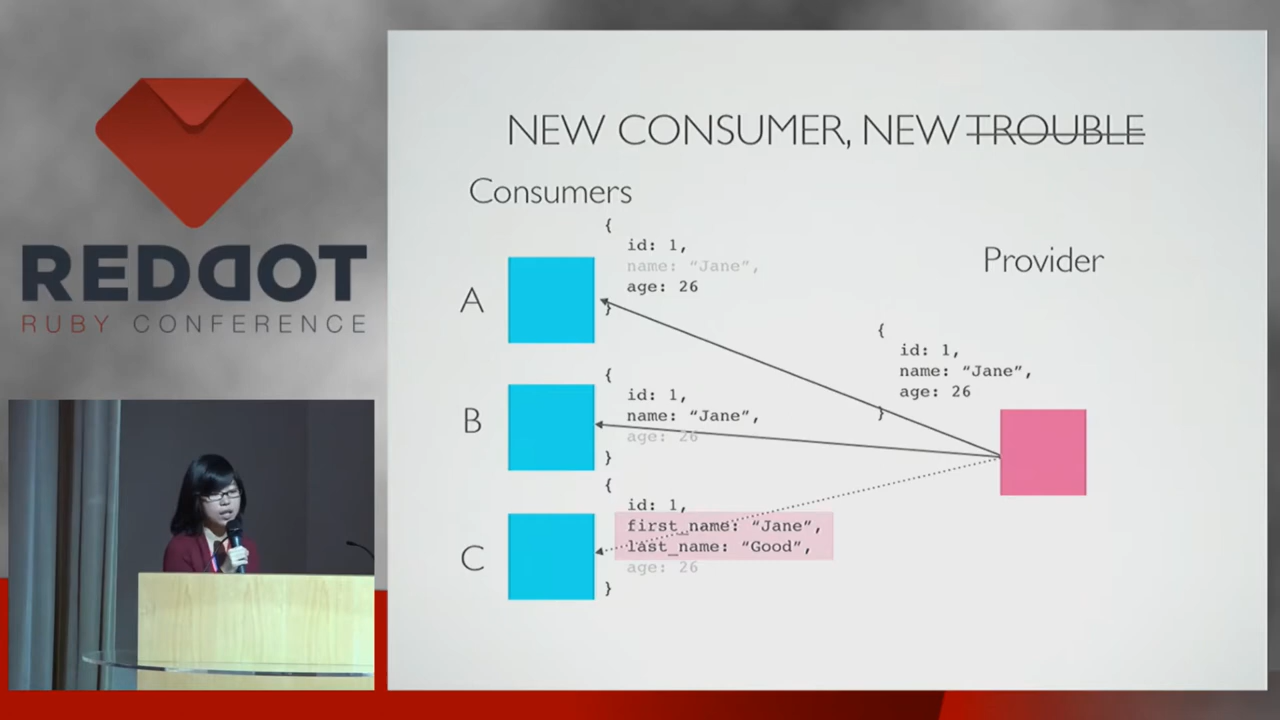 REDDOT
RUBY CONFERENCE
NEW CONSUMER, NEW TROUBLE
Consumers
Provider
A
{
id: 1,
name: “Jane”,
age: 26
}
B
{
id: 1,
name: “Jane”,
age: 26
}
C
{
id: 1,
first_name: “Jane”,
last_name: “Good”,
age: 26
}
{
id: 1,
name: “Jane”,
age: 26
}